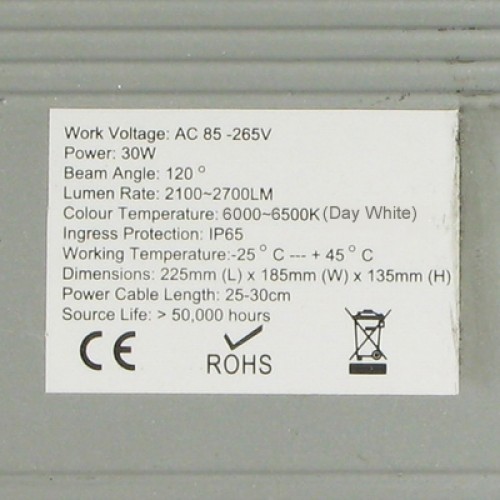 Work Voltage: AC 85 -265V
Power: 30W
Beam Angle: 120 °
Lumen Rate: 2100~2700LM
Colour Temperature: 6000~6500K (Day White)
Ingress Protection: IP65
Working Temperature:-25 ° C --- + 45 ° C
Dimensions: 225mm (L) x 185mm (W) x 135mm (H)
Power Cable Length: 25-30cm
Source Life: > 50,000 hours
CE
ROHS